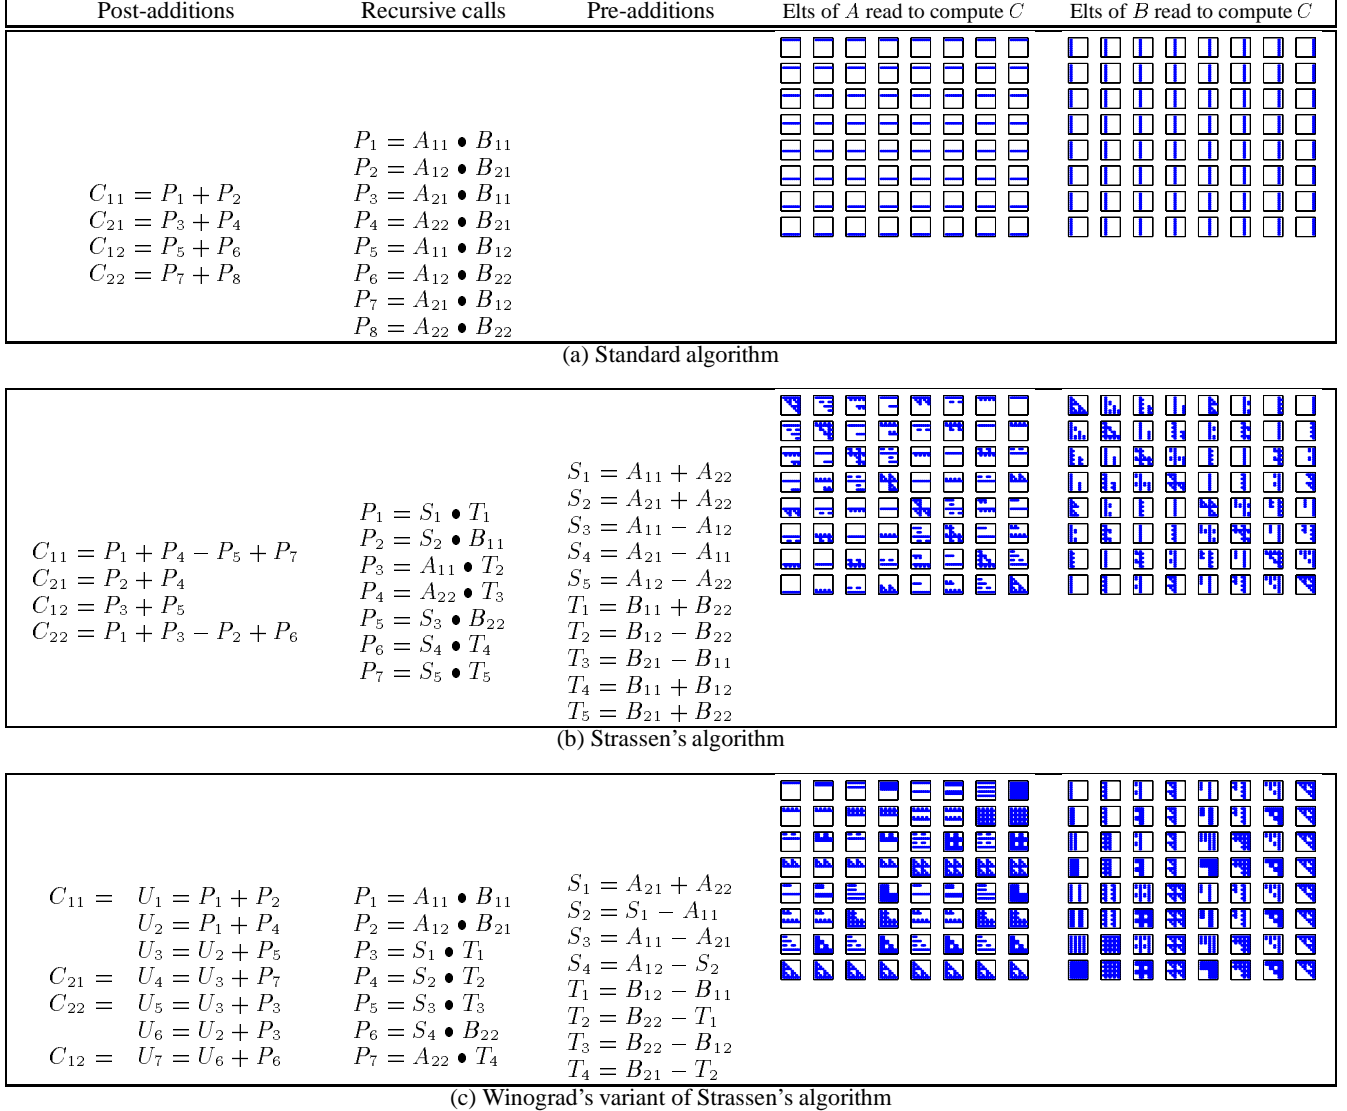 Post-additions Recursive calls Pre-additions Elts of A read to compute C Elts of B read to compute C
C₁₁ = P₁ + P₂
C₂₁ = P₃ + P₄
C₁₂ = P₅ + P₆
C₂₂ = P₇ + P₈
P₁ = A₁₁ • B₁₁
P₂ = A₁₂ • B₂₁
P₃ = A₂₁ • B₁₁
P₄ = A₂₂ • B₂₁
P₅ = A₁₁ • B₁₂
P₆ = A₁₂ • B₂₂
P₇ = A₂₁ • B₁₂
P₈ = A₂₂ • B₂₂
(a) Standard algorithm
C₁₁ = P₁ + P₄ − P₅ + P₇
C₂₁ = P₂ + P₄
C₁₂ = P₃ + P₅
C₂₂ = P₁ + P₃ − P₂ + P₆
P₁ = S₁ • T₁
P₂ = S₂ • B₁₁
P₃ = A₁₁ • T₂
P₄ = A₂₂ • T₃
P₅ = S₃ • B₂₂
P₆ = S₄ • T₄
P₇ = S₅ • T₅
S₁ = A₁₁ + A₂₂
S₂ = A₂₁ + A₂₂
S₃ = A₁₁ − A₁₂
S₄ = A₂₁ − A₁₁
S₅ = A₁₂ − A₂₂
T₁ = B₁₁ + B₂₂
T₂ = B₁₂ − B₂₂
T₃ = B₂₁ − B₁₁
T₄ = B₁₁ + B₁₂
T₅ = B₂₁ + B₂₂
(b) Strassen's algorithm
C₁₁ = U₁ = P₁ + P₂
U₂ = P₁ + P₄
U₃ = U₂ + P₅
C₂₁ = U₄ = U₃ + P₇
C₂₂ = U₅ = U₃ + P₃
U₆ = U₂ + P₃
C₁₂ = U₇ = U₆ + P₆
P₁ = A₁₁ • B₁₁
P₂ = A₁₂ • B₂₁
P₃ = S₁ • T₁
P₄ = S₂ • T₂
P₅ = S₃ • T₃
P₆ = S₄ • B₂₂
P₇ = A₂₂ • T₄
S₁ = A₂₁ + A₂₂
S₂ = S₁ − A₁₁
S₃ = A₁₁ − A₂₁
S₄ = A₁₂ − S₂
T₁ = B₁₂ − B₁₁
T₂ = B₂₂ − T₁
T₃ = B₂₂ − B₁₂
T₄ = B₂₁ − T₂
(c) Winograd's variant of Strassen's algorithm